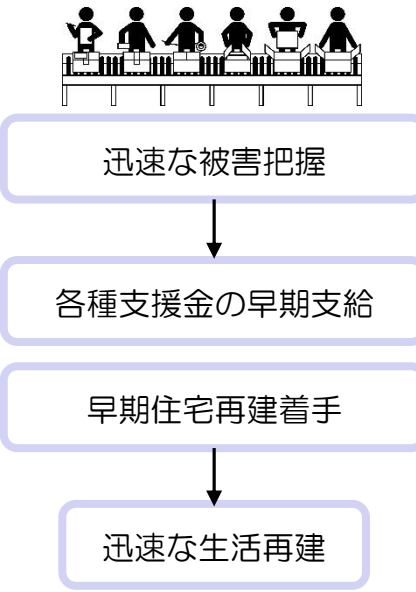 迅速な被害把握
各種支援金の早期支給
早期住宅再建着手
迅速な生活再建